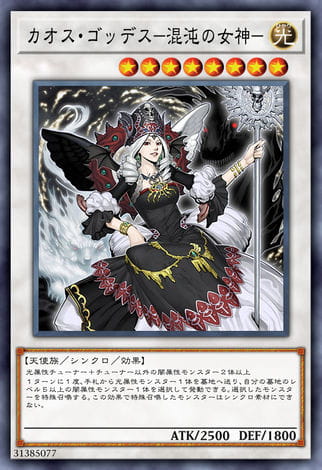 カオス・ゴッデス－混沌の女神－
光
【天使族／シンクロ／効果】
光属性チューナー＋チューナー以外の闇属性モンスター２体以上
１ターンに１度、手札から光属性モンスター１体を墓地へ送り、自分の墓地のレ
ベル５以上の闇属性モンスター１体を選択して発動できる。選択したモンスター
を特殊召喚する。この効果で特殊召喚したモンスターはシンクロ素材にで
きない。
ATK/2500 DEF/1800
31385077